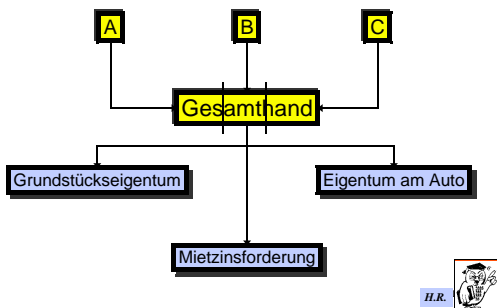 A
B
C
Gesamthand
Grundstückseigentum
Eigentum am Auto
Mietzinsforderung
H.R.